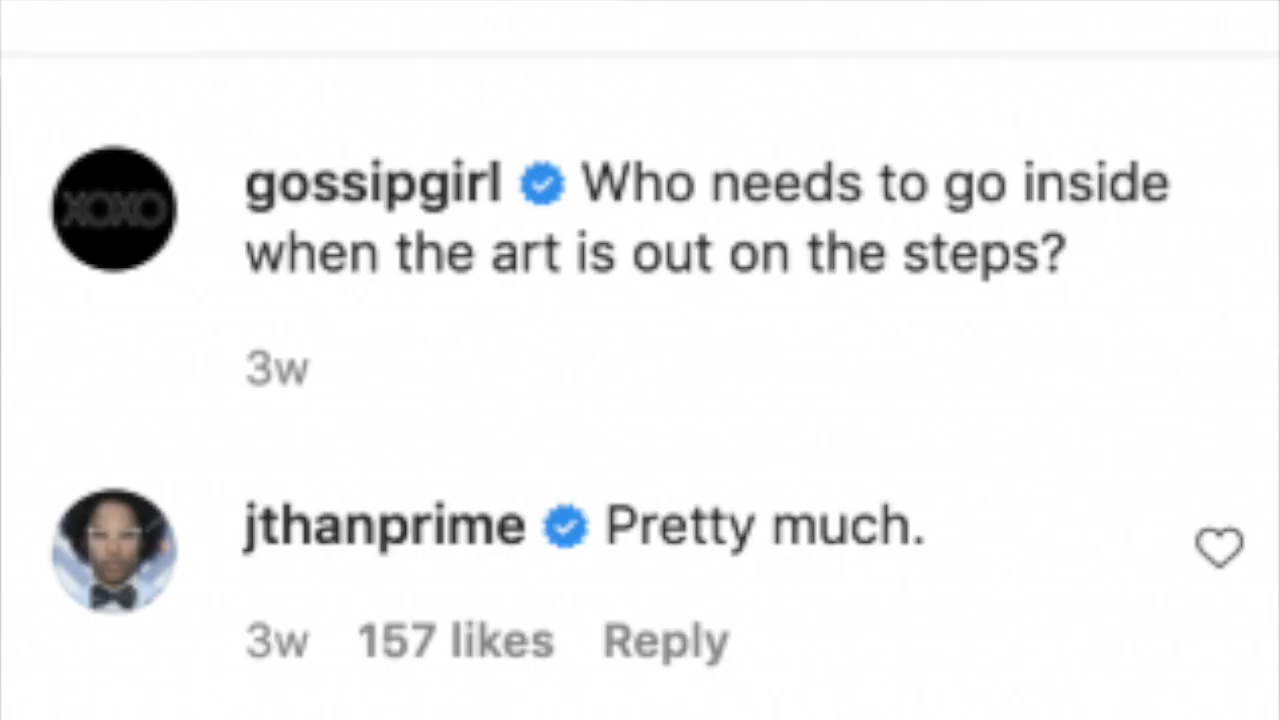 XOXO
gossipgirl Who needs to go inside
when the art is out on the steps?
3w
jthanprime Pretty much.
3w 157 likes Reply